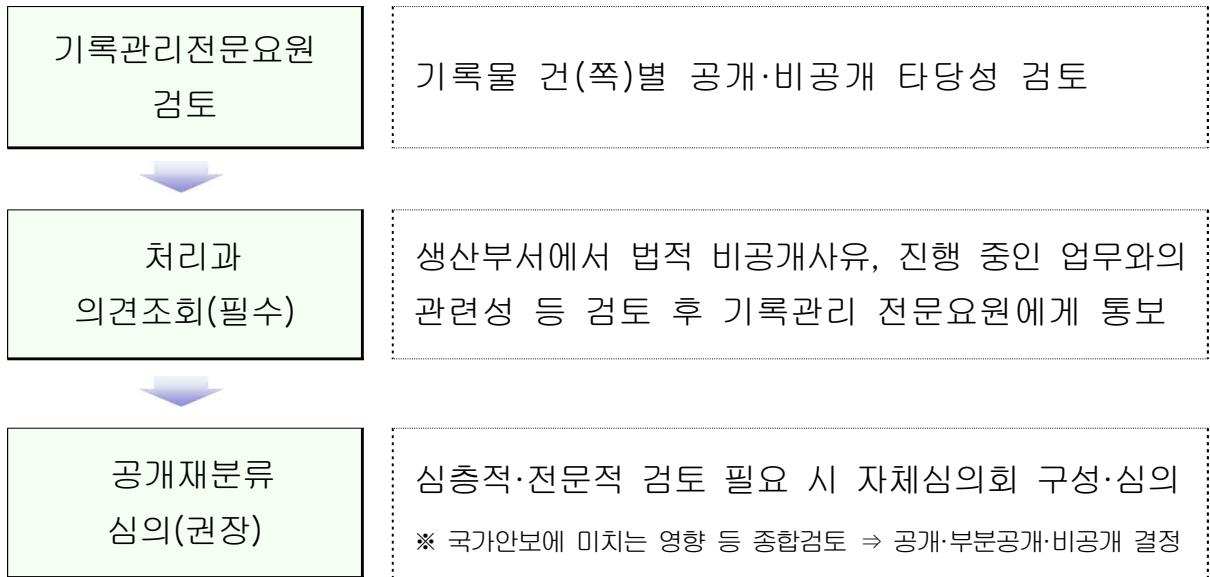 기록관리전문요원
검토
기록물 건(쪽)별 공개·비공개 타당성 검토
처리과
의견조회(필수)
생산부서에서 법적 비공개사유, 진행 중인 업무와의
관련성 등 검토 후 기록관리 전문요원에게 통보
공개재분류
심의(권장)
심층적·전문적 검토 필요 시 자체심의회 구성·심의
※ 국가안보에 미치는 영향 등 종합검토 ⇒ 공개·부분공개·비공개 결정